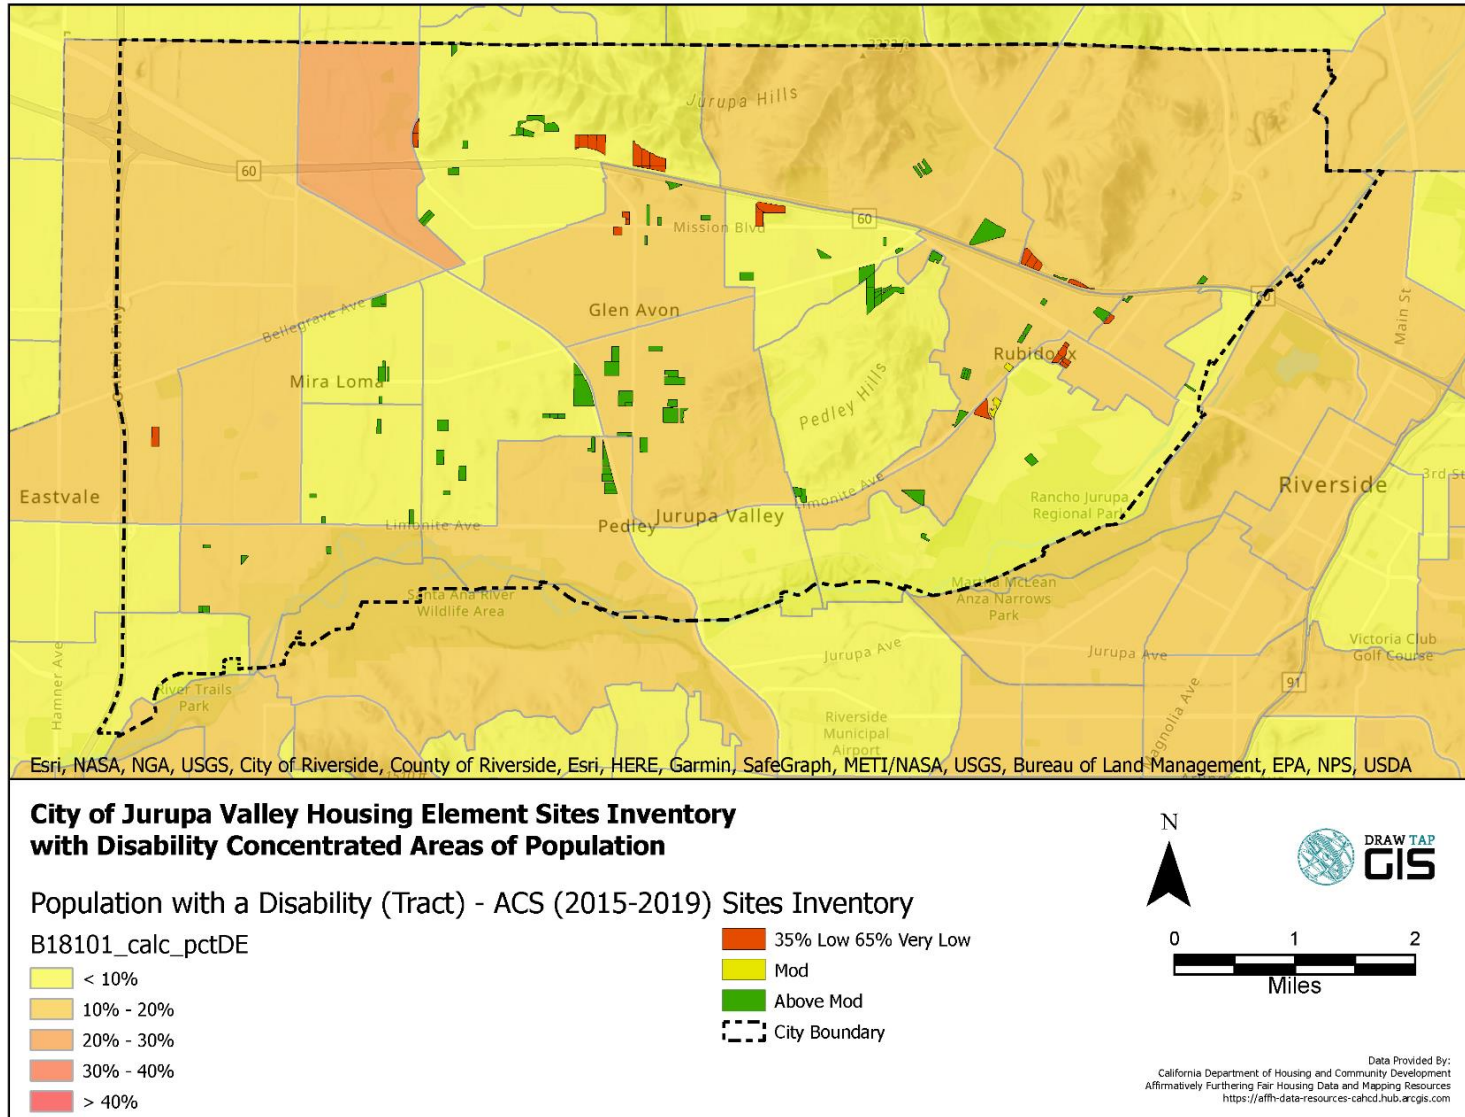 3222 ft
Jurupa Hills
60
Mission Blvd
60
Glen Avon
Bellegrave Ave
60
Main St
Rubidoux
Mira Loma
Pedley Hills
Eastvale
Riverside
3rd St
Limonite Ave
Rancho Jurupa
Regional Park
Limonite Ave
Pedley
Jurupa Valley
Santa Ana River
Wildlife Area
Martha McLean
Anza Narrows
Park
Jurupa Ave
Jurupa Ave
Victoria Club
Golf Course
Hamner Ave
River Trails
Park
91
Magnolia Ave
Riverside
Municipal
Airport
Esri, NASA, NGA, USGS, City of Riverside, County of Riverside, Esri, HERE, Garmin, SafeGraph, METI/NASA, USGS, Bureau of Land Management, EPA, NPS, USDA
City of Jurupa Valley Housing Element Sites Inventory
with Disability Concentrated Areas of Population
Population with a Disability (Tract) - ACS (2015-2019)
B18101_calc_pctDE
< 10%
10% - 20%
20% - 30%
30% - 40%
> 40%
Sites Inventory
35% Low 65% Very Low
Mod
Above Mod
City Boundary
N
DRAW TAP
GIS
0 1 2
Miles
Data Provided By:
California Department of Housing and Community Development
Affirmatively Furthering Fair Housing Data and Mapping Resources
https://affh-data-resources-cahcd.hub.arcgis.com